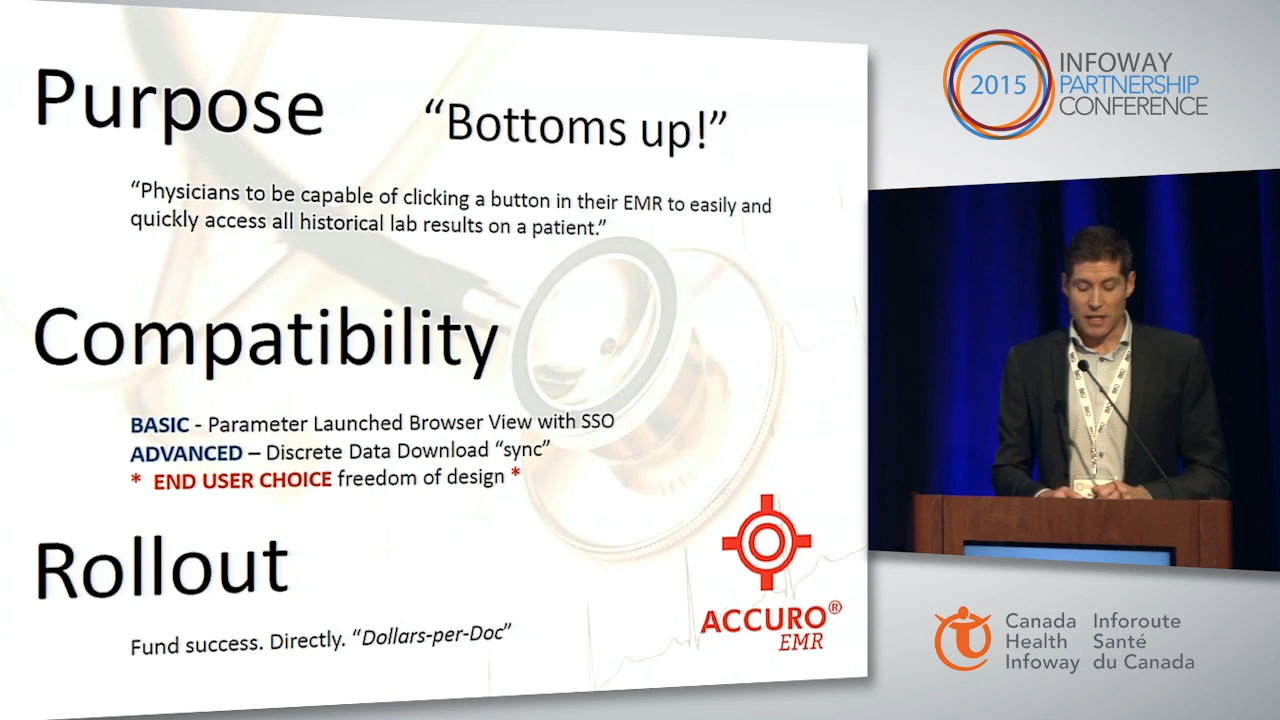 Purpose
“Bottoms up!”
“Physicians to be capable of clicking a button in their EMR to easily and
quickly access all historical lab results on a patient.”
Compatibility
BASIC - Parameter Launched Browser View with SSO
ADVANCED – Discrete Data Download “sync”
* END USER CHOICE freedom of design *
Rollout
Fund success. Directly. “Dollars-per-Doc”
ACCURO®
EMR
2015
INFOWAY
PARTNERSHIP
CONFERENCE
Canada
Health
Infoway
Inforoute
Santé
du Canada